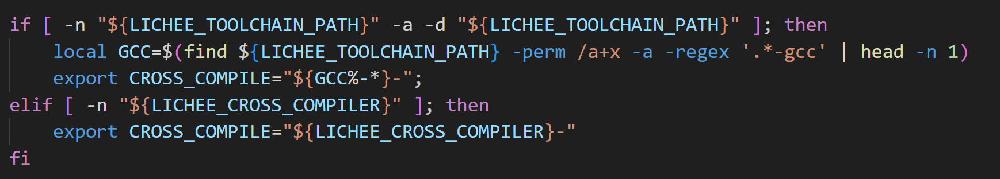 if [ -n "${LICHEE_TOOLCHAIN_PATH}" -a -d "${LICHEE_TOOLCHAIN_PATH}" ]; then
    local GCC=$(find ${LICHEE_TOOLCHAIN_PATH} -perm /a+x -a -regex '.*-gcc' | head -n 1)
    export CROSS_COMPILE="${GCC%-*}-";
elif [ -n "${LICHEE_CROSS_COMPILER}" ]; then
    export CROSS_COMPILE="${LICHEE_CROSS_COMPILER}-"
fi